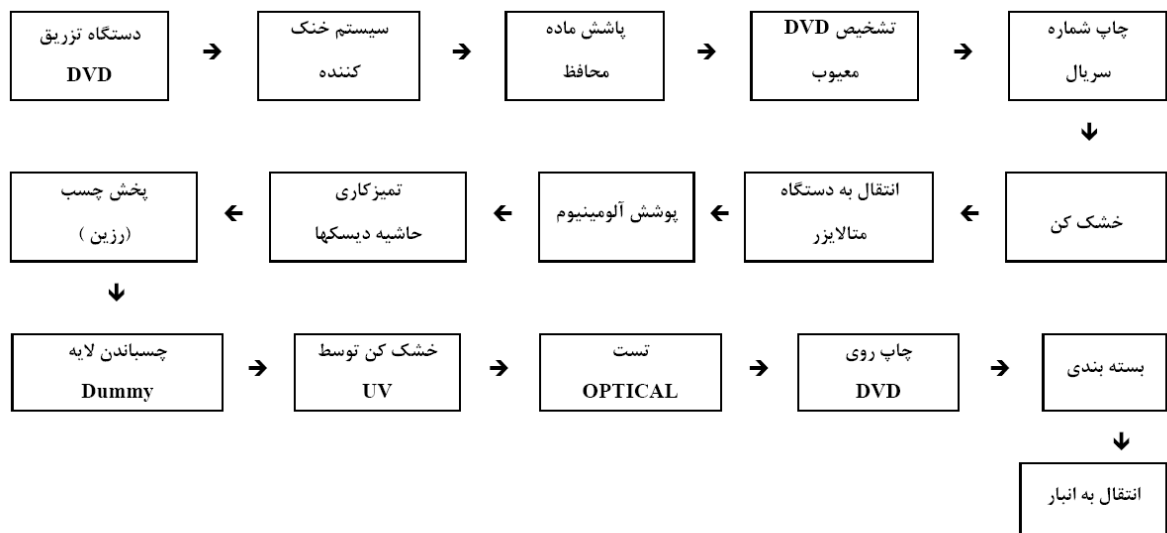 دستگاه تزریق
DVD
سیستم خنک
کننده
پاشش ماده
محافظ
تشخیص DVD
معیوب
چاپ شماره
سریال
خشک کن
انتقال به دستگاه
متالایزر
پوشش آلومینیوم
تمیزکاری
حاشیه دیسکها
پخش چسب
(رزین )
چسباندن لایه
Dummy
خشک کن توسط
UV
تست
OPTICAL
چاپ روی
DVD
بسته بندی
انتقال به انبار